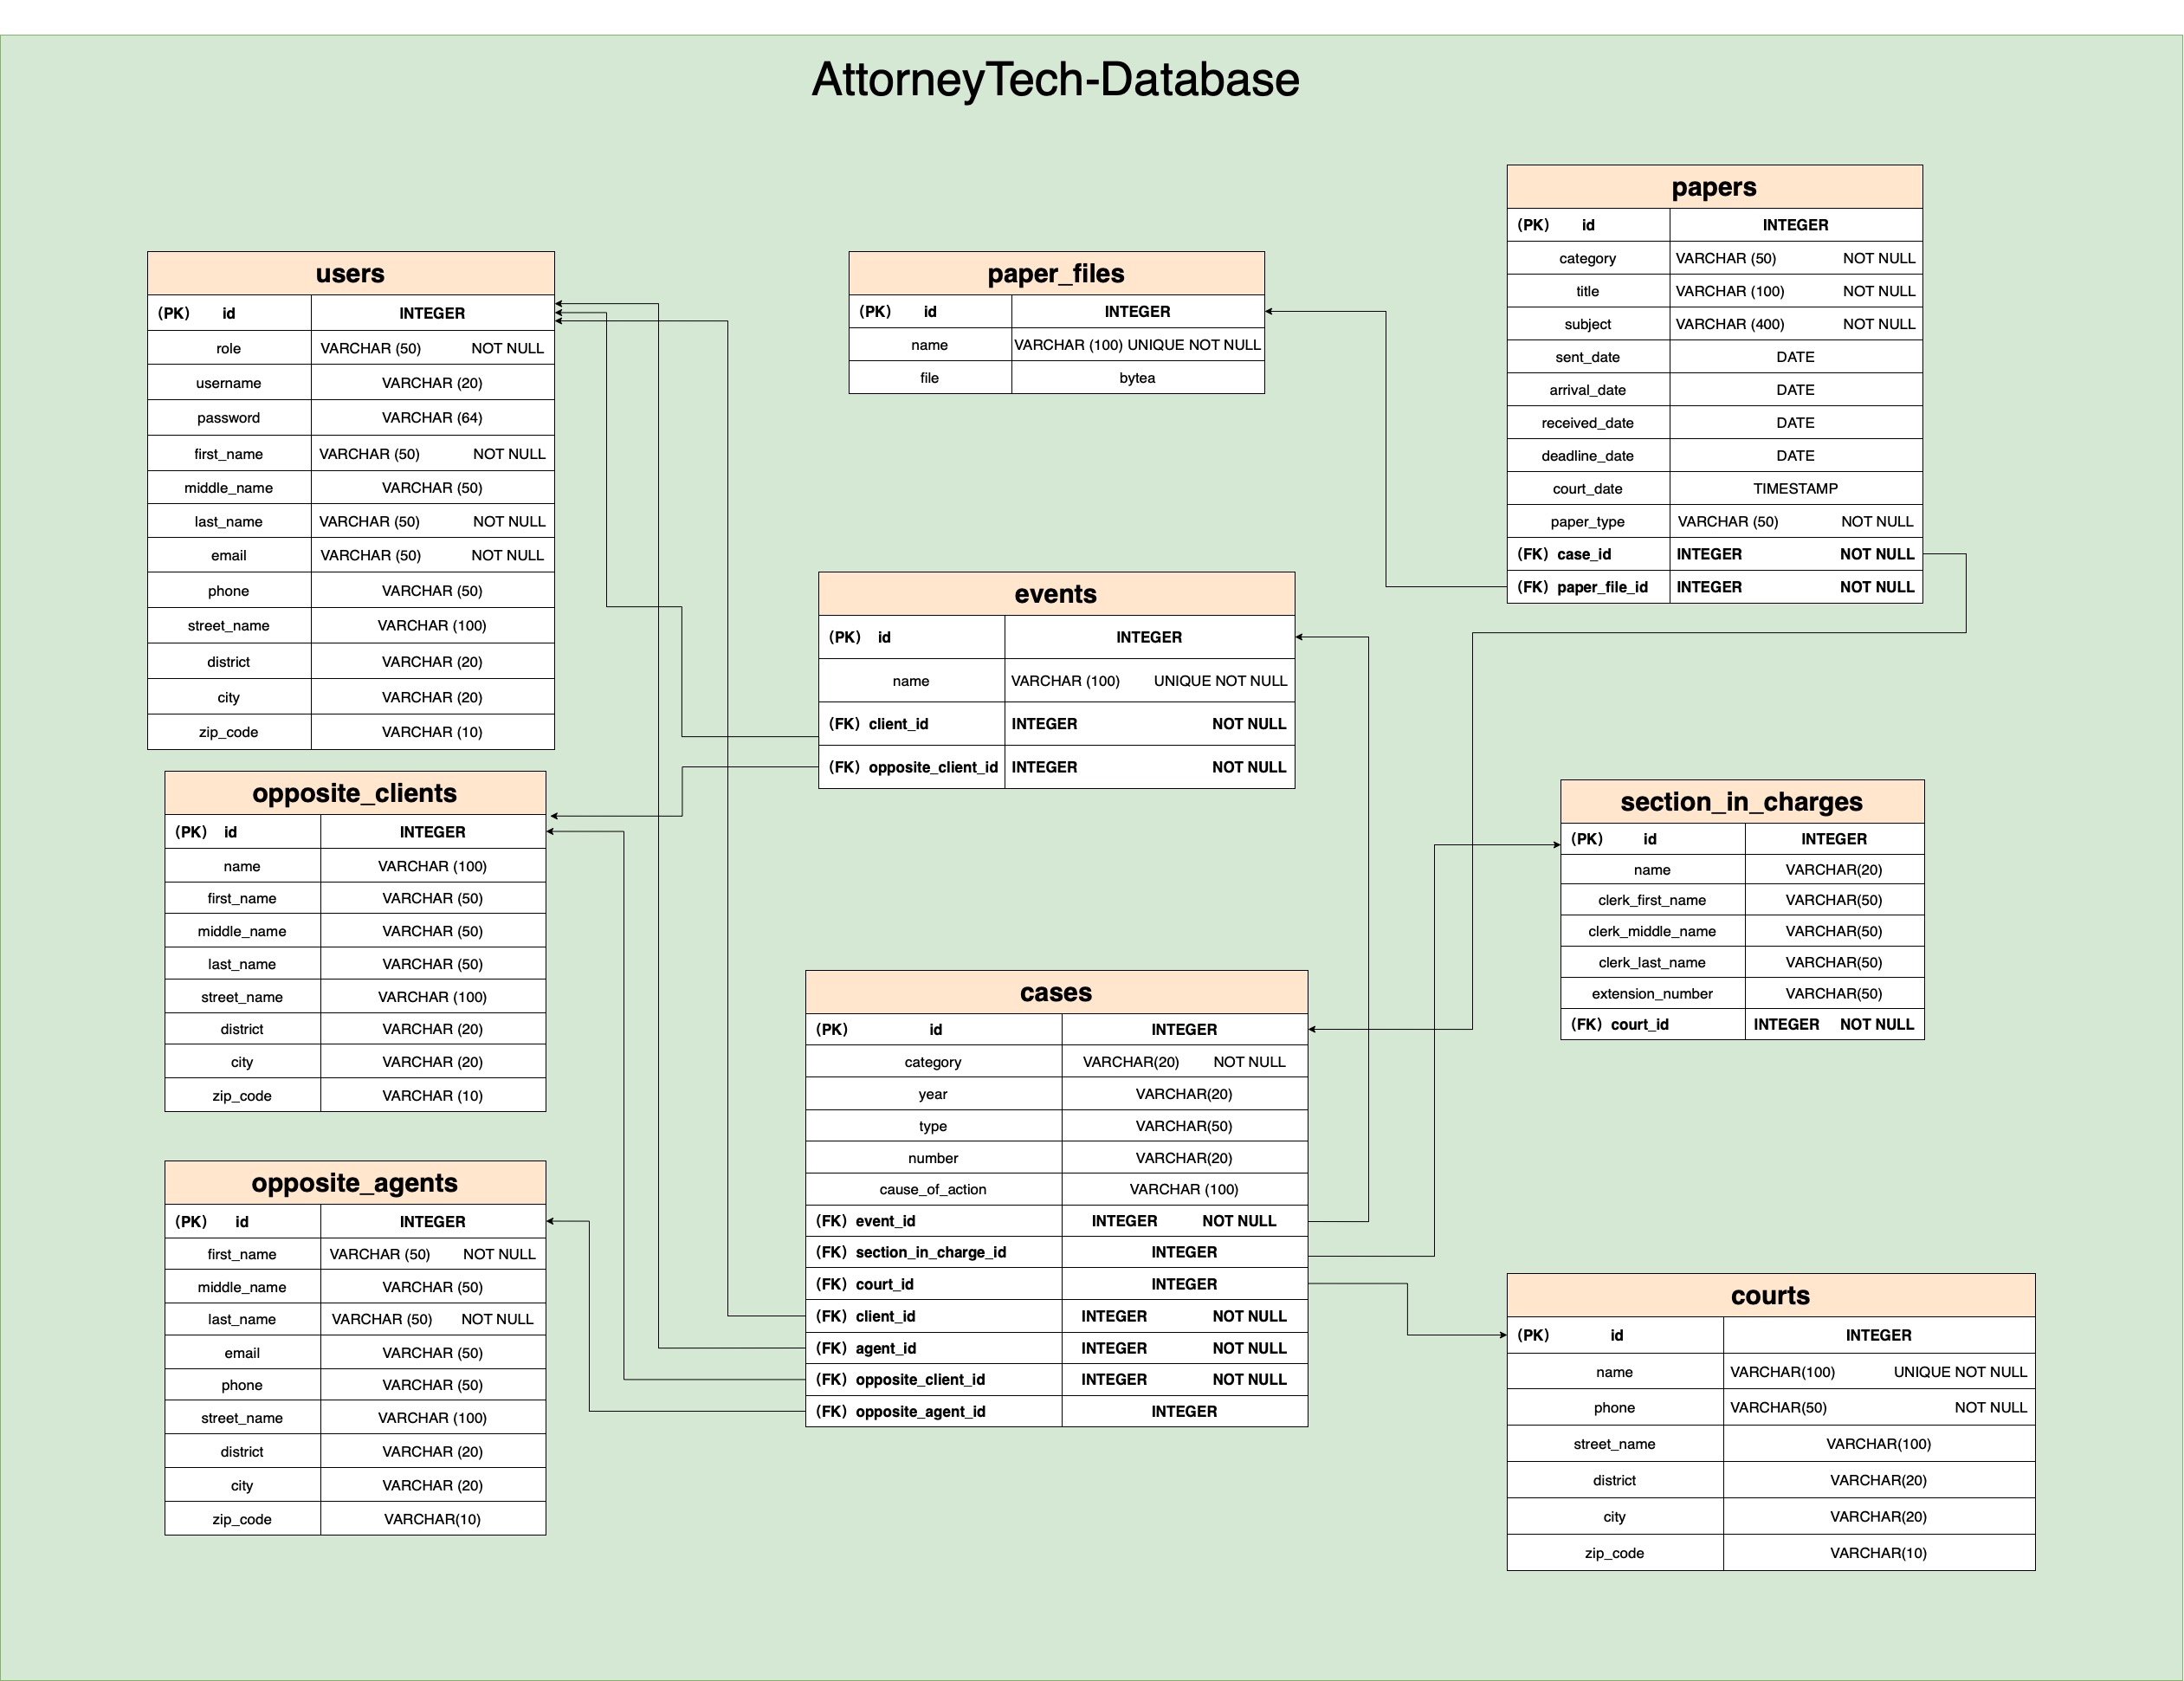 AttorneyTech-Database
users
(PK) id INTEGER
role VARCHAR (50) NOT NULL
username VARCHAR (20)
password VARCHAR (64)
first_name VARCHAR (50) NOT NULL
middle_name VARCHAR (50)
last_name VARCHAR (50) NOT NULL
email VARCHAR (50) NOT NULL
phone VARCHAR (50)
street_name VARCHAR (100)
district VARCHAR (20)
city VARCHAR (20)
zip_code VARCHAR (10)
opposite_clients
(PK) id INTEGER
name VARCHAR (100)
first_name VARCHAR (50)
middle_name VARCHAR (50)
last_name VARCHAR (50)
street_name VARCHAR (100)
district VARCHAR (20)
city VARCHAR (20)
zip_code VARCHAR (10)
opposite_agents
(PK) id INTEGER
first_name VARCHAR (50) NOT NULL
middle_name VARCHAR (50)
last_name VARCHAR (50) NOT NULL
email VARCHAR (50)
phone VARCHAR (50)
street_name VARCHAR (100)
district VARCHAR (20)
city VARCHAR (20)
zip_code VARCHAR(10)
paper_files
(PK) id INTEGER
name VARCHAR (100) UNIQUE NOT NULL
file bytea
events
(PK) id INTEGER
name VARCHAR (100) UNIQUE NOT NULL
(FK) client_id INTEGER NOT NULL
(FK) opposite_client_id INTEGER NOT NULL
cases
(PK) id INTEGER
category VARCHAR(20) NOT NULL
year VARCHAR(20)
type VARCHAR(50)
number VARCHAR(20)
cause_of_action VARCHAR (100)
(FK) event_id INTEGER NOT NULL
(FK) section_in_charge_id INTEGER
(FK) court_id INTEGER
(FK) client_id INTEGER NOT NULL
(FK) agent_id INTEGER NOT NULL
(FK) opposite_client_id INTEGER NOT NULL
(FK) opposite_agent_id INTEGER
papers
(PK) id INTEGER
category VARCHAR (50) NOT NULL
title VARCHAR (100) NOT NULL
subject VARCHAR (400) NOT NULL
sent_date DATE
arrival_date DATE
received_date DATE
deadline_date DATE
court_date TIMESTAMP
paper_type VARCHAR (50) NOT NULL
(FK) case_id INTEGER NOT NULL
(FK) paper_file_id INTEGER NOT NULL
section_in_charges
(PK) id INTEGER
name VARCHAR(20)
clerk_first_name VARCHAR(50)
clerk_middle_name VARCHAR(50)
clerk_last_name VARCHAR(50)
extension_number VARCHAR(50)
(FK) court_id INTEGER NOT NULL
courts
(PK) id INTEGER
name VARCHAR(100) UNIQUE NOT NULL
phone VARCHAR(50) NOT NULL
street_name VARCHAR(100)
district VARCHAR(20)
city VARCHAR(20)
zip_code VARCHAR(10)